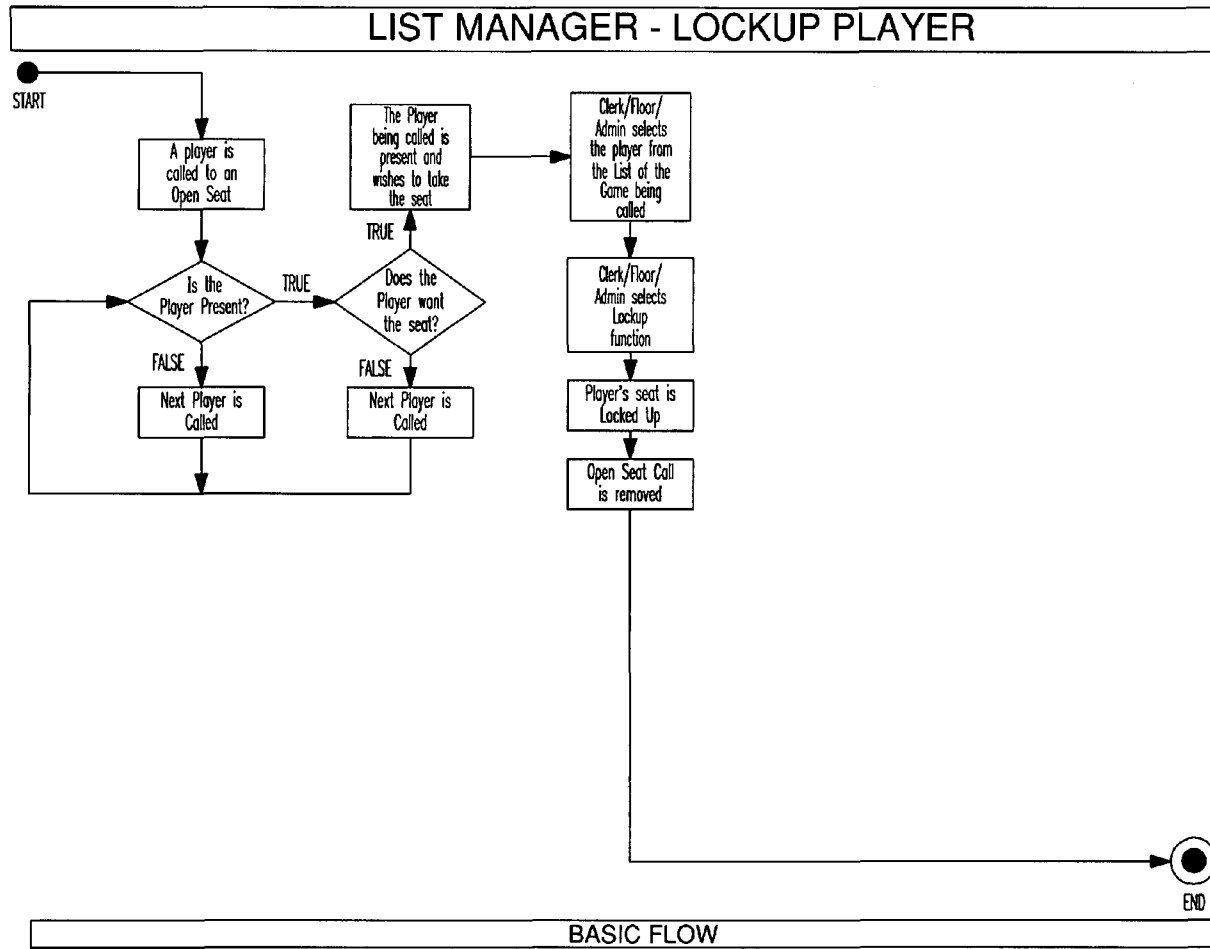 LIST MANAGER - LOCKUP PLAYER
START
A player is
called to an
Open Seat
Is the
Player Present?
TRUE
FALSE
Next Player is
Called
Does the
Player want
the seat?
TRUE
FALSE
Next Player is
Called
The Player
being called is
present and
wishes to take
the seat
Clerk/Floor/
Admin selects
the player from
the List of the
Game being
called
Clerk/Floor/
Admin selects
Lockup
function
Player's seat is
Locked Up
Open Seat Call
is removed
END
BASIC FLOW